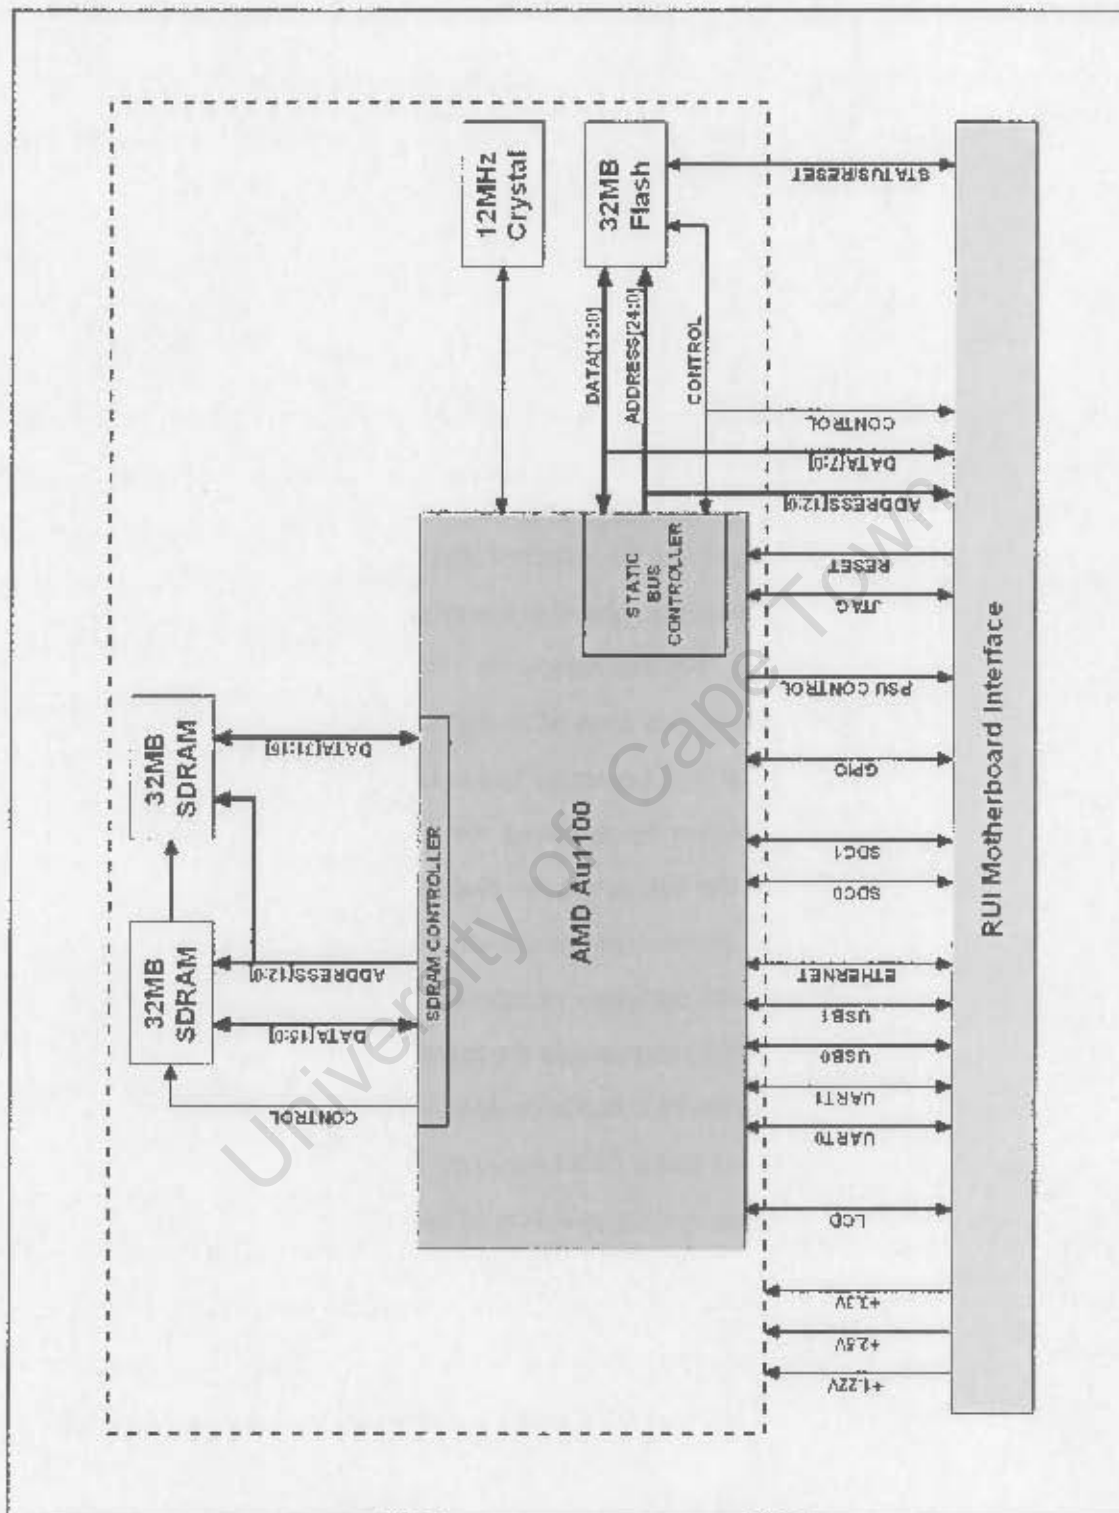 32MB
SDRAM
32MB
SDRAM
12MHz
Crystal
32MB
Flash
CONTROL
DATA[15:0]
ADDRESS[12:0]
DATA[31:16]
SDRAM CONTROLLER
AMD Au1100
STATIC
BUS
CONTROLLER
DATA[15:0]
ADDRESS[24:0]
CONTROL
+1.22V
+2.5V
+3.3V
LCD
UART0
UART1
USB0
USB1
ETHERNET
SDC0
SDC1
GPIO
PSU CONTROL
JTAG
RESET
ADDRESS[12:0]
DATA[7:0]
CONTROL
STATUS/RESET
RUI Motherboard Interface
University of Cape Town